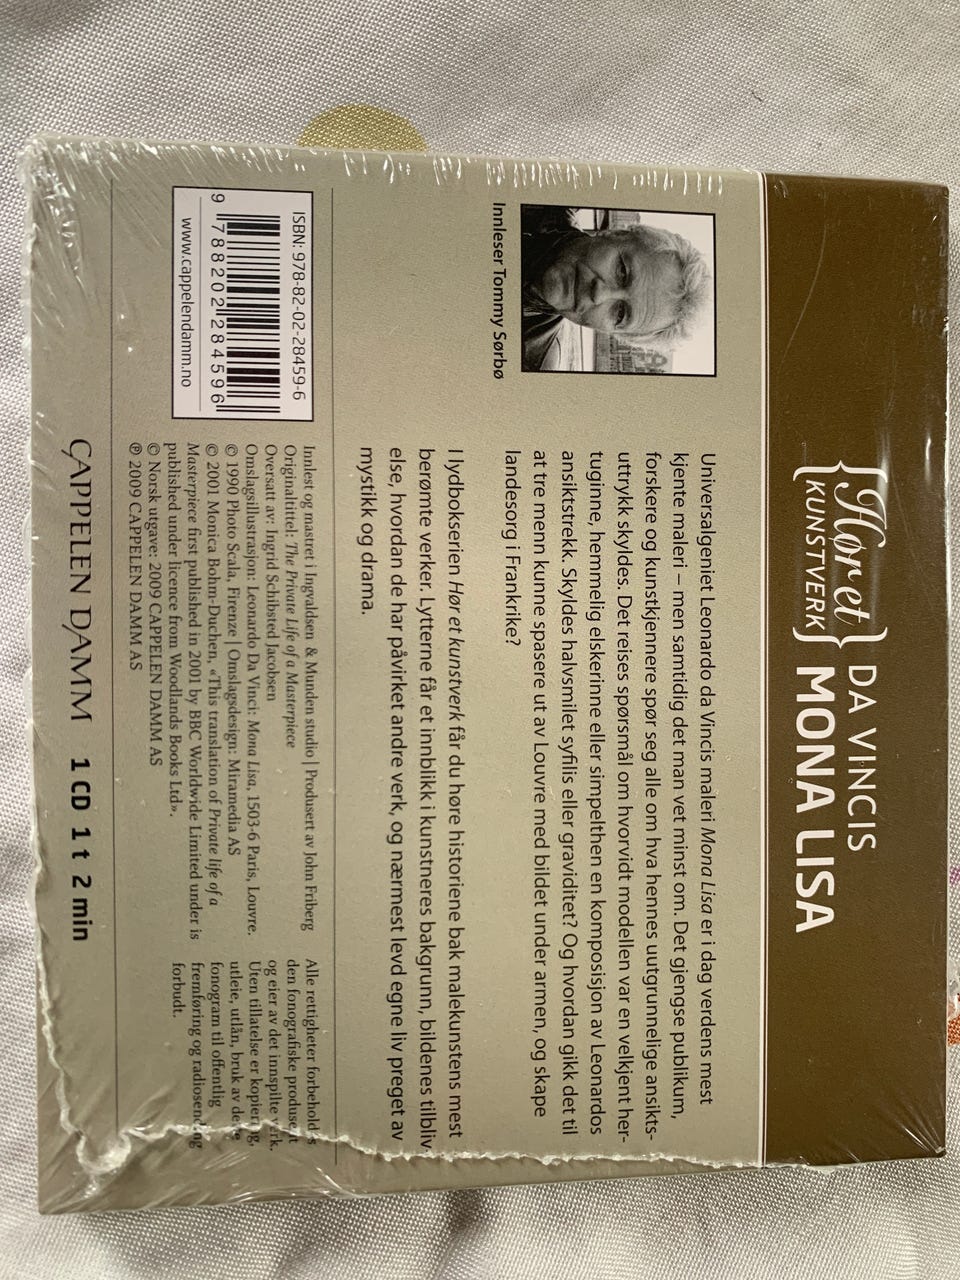 {Hør et} DA VINCIS
{KUNSTVERK} MONA LISA
Innleser Tommy Sørbø
Universalgeniet Leonardo da Vincis maleri Mona Lisa er i dag verdens mest
kjente maleri – men samtidig det man vet minst om. Det gjengse publikum,
forskere og kunstkjennere spør seg alle om hva hennes uutgrunnelige ansikts-
uttrykk skyldes. Det reises spørsmål om hvorvidt modellen var en velkjent her-
tuginne, hemmelig elskerinne eller simpelthen en komposisjon av Leonardos
ansiktstrekk. Skyldes halvsmilet syfilis eller graviditet? Og hvordan gikk det til
at tre menn kunne spasere ut av Louvre med bildet under armen, og skape
landesorg i Frankrike?
I lydbokserien Hør et kunstverk får du høre historiene bak malekunstens mest
berømte verker. Lytterne får et innblikk i kunstneres bakgrunn, bildenes tilbliv-
else, hvordan de har påvirket andre verk, og nærmest levd egne liv preget av
mystikk og drama.
ISBN: 978-82-02-28459-6
9 788202 284596
www.cappelendamm.no
Innlest og mastret i Ingvaldsen & Munden studio | Produsert av John Friberg
Originaltittel: The Private Life of a Masterpiece
Oversatt av: Ingrid Schibsted Jacobsen
Omslagsillustrasjon: Leonardo Da Vinci: Mona Lisa, 1503-6 Paris, Louvre.
© 1990 Photo Scala, Firenze | Omslagsdesign: Miramedia AS
© 2001 Monica Bohm-Duchen, «This translation of Private life of a
Masterpiece first published in 2001 by BBC Worldwide Limited under is
published under licence from Woodlands Books Ltd».
© Norsk utgave: 2009 CAPPELEN DAMM AS
℗ 2009 CAPPELEN DAMM AS
Alle rettigheter forbeholdes
den fonografiske produsent
og eier av det innspilte verk.
Uten tillatelse er kopiering,
utleie, utlån, bruk av dette
fonogram til offentlig
fremføring og radiosending
forbudt.
CAPPELEN DAMM 1 CD 1 t 2 min